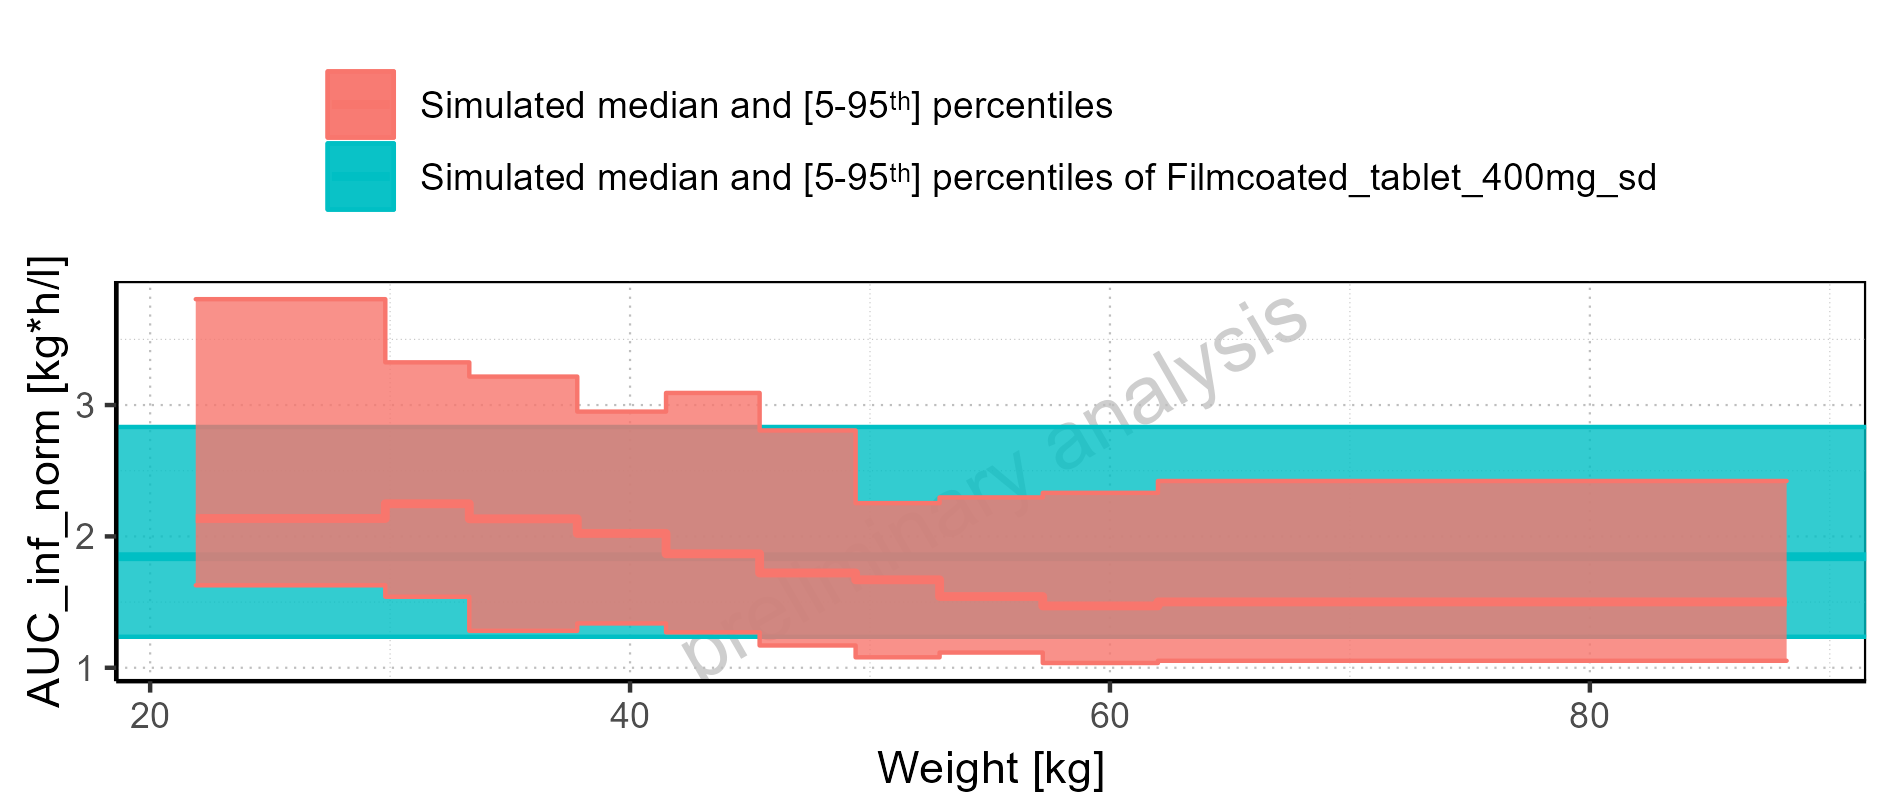 Simulated median and [5-95th] percentiles
Simulated median and [5-95th] percentiles of Filmcoated_tablet_400mg_sd
AUC_inf_norm [kg*h/l]
3
2
1
preliminary analysis
20 40 60 80
Weight [kg]